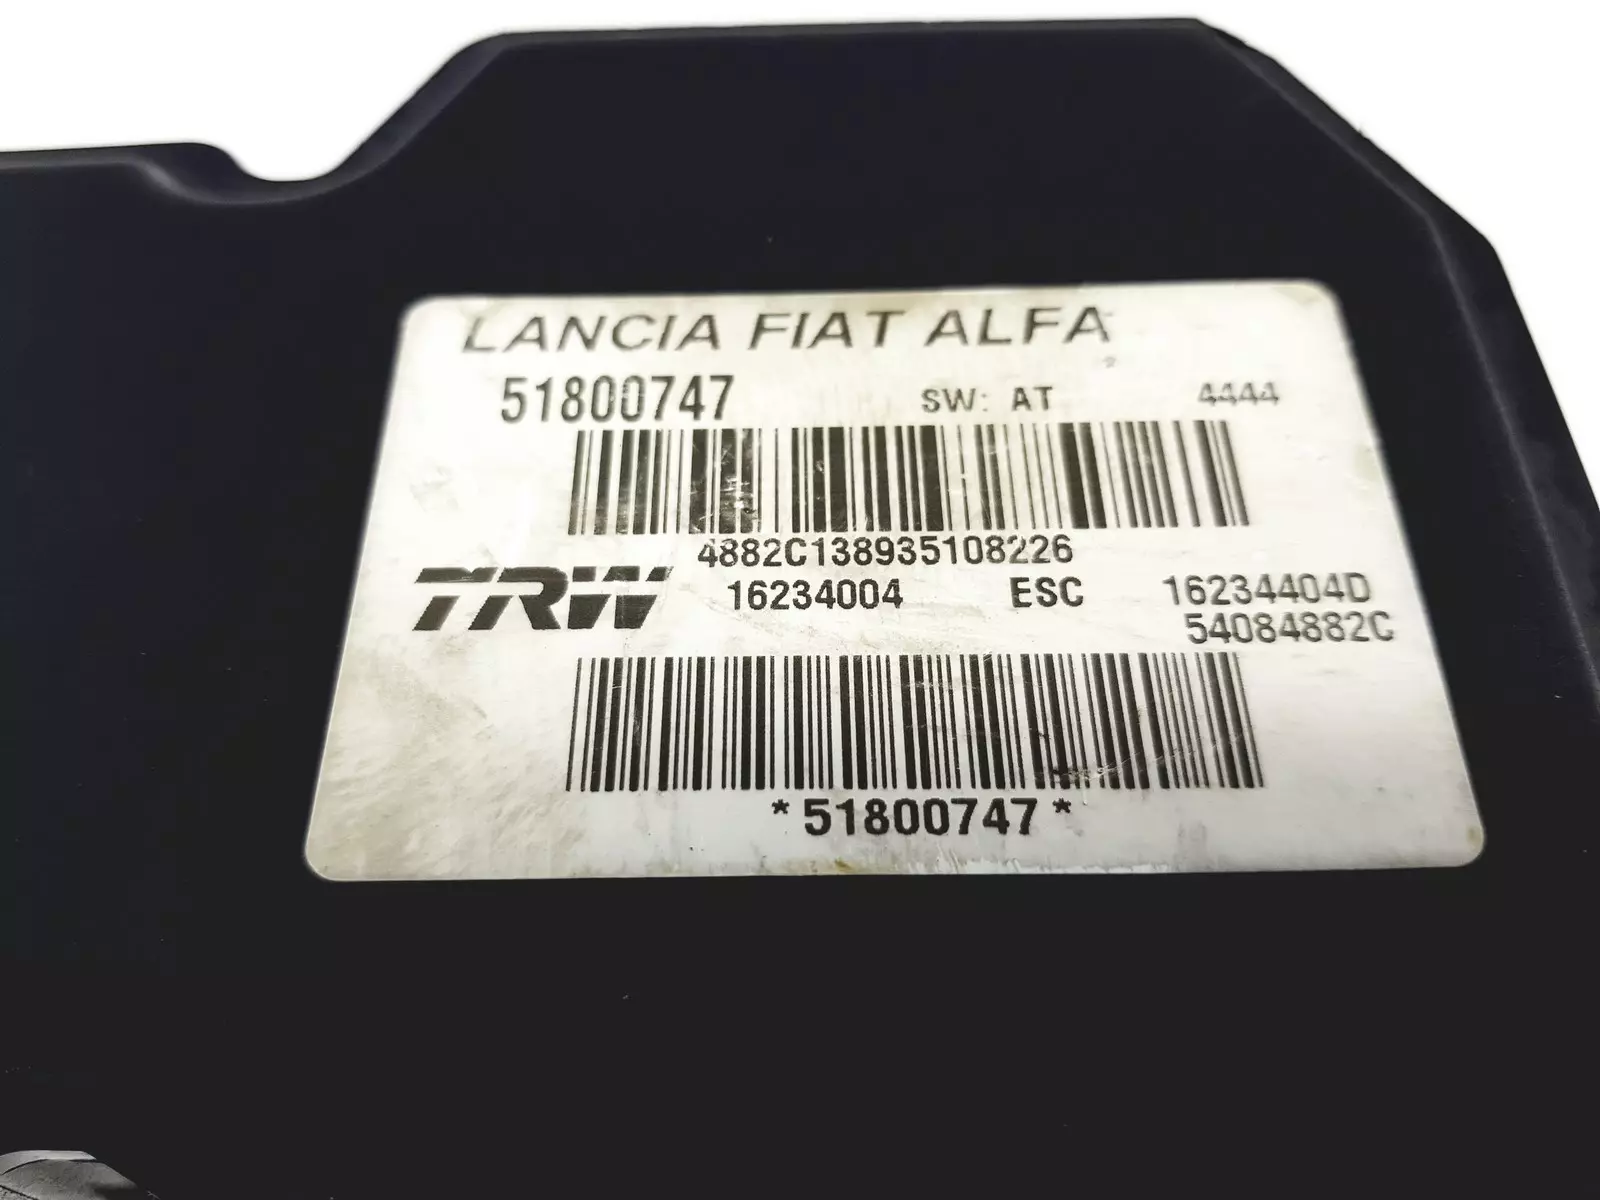 LANCIA FIAT ALFA
51800747 SW: AT 4444
4882C138935108226
TRW 16234004 ESC 16234404D
54084882C
*51800747*